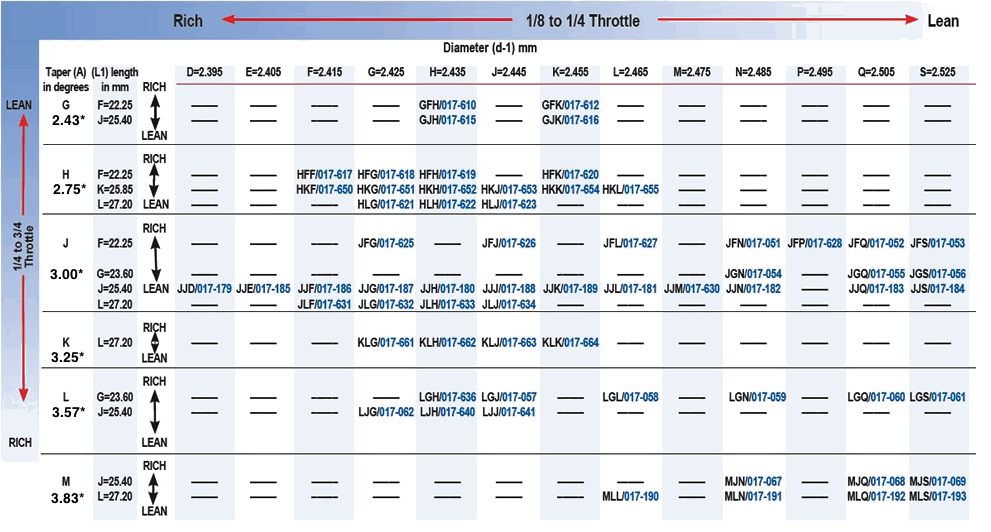 Rich 1/8 to 1/4 Throttle Lean
Diameter (d-1) mm
Taper (A) (L1) length
in degrees in mm RICH D=2.395 E=2.405 F=2.415 G=2.425 H=2.435 J=2.445 K=2.455 L=2.465 M=2.475 N=2.485 P=2.495 Q=2.505 S=2.525
LEAN G F=22.25 —— —— —— —— GFH/017-610 —— GFK/017-612 —— —— —— —— —— ——
2.43* J=25.40 —— —— —— —— GJH/017-615 —— GJK/017-616 —— —— —— —— —— ——
LEAN
RICH
H F=22.25 —— —— HFF/017-617 HFG/017-618 HFH/017-619 —— HFK/017-620 —— —— —— —— —— ——
2.75* K=25.85 —— —— HKF/017-650 HKG/017-651 HKH/017-652 HKJ/017-653 HKK/017-654 HKL/017-655 —— —— —— —— ——
L=27.20 LEAN —— —— —— HLG/017-621 HLH/017-622 HLJ/017-623 —— —— —— —— —— —— ——
1/4 to 3/4
Throttle
RICH
J F=22.25 —— —— —— JFG/017-625 —— JFJ/017-626 —— JFL/017-627 —— JFN/017-051 JFP/017-628 JFQ/017-052 JFS/017-053
3.00* G=23.60 —— —— —— —— —— —— —— —— —— JGN/017-054 —— JGQ/017-055 JGS/017-056
J=25.40 LEAN JJD/017-179 JJE/017-185 JJF/017-186 JJG/017-187 JJH/017-180 JJJ/017-188 JJK/017-189 JJL/017-181 JJM/017-630 JJN/017-182 —— JJQ/017-183 JJS/017-184
L=27.20 —— —— JLF/017-631 JLG/017-632 JLH/017-633 JLJ/017-634 —— —— —— —— —— —— ——
RICH
K L=27.20 —— —— —— KLG/017-661 KLH/017-662 KLJ/017-663 KLK/017-664 —— —— —— —— —— ——
3.25* LEAN
RICH
L G=23.60 —— —— —— —— LGH/017-636 LGJ/017-057 —— LGL/017-058 —— LGN/017-059 —— LGQ/017-060 LGS/017-061
3.57* J=25.40 —— —— —— LJG/017-062 LJH/017-640 LJJ/017-641 —— —— —— —— —— —— ——
RICH LEAN
RICH
M J=25.40 —— —— —— —— —— —— —— —— —— MJN/017-067 —— MJQ/017-068 MJS/017-069
3.83* L=27.20 —— —— —— —— —— —— —— MLL/017-190 —— MLN/017-191 —— MLQ/017-192 MLS/017-193
LEAN